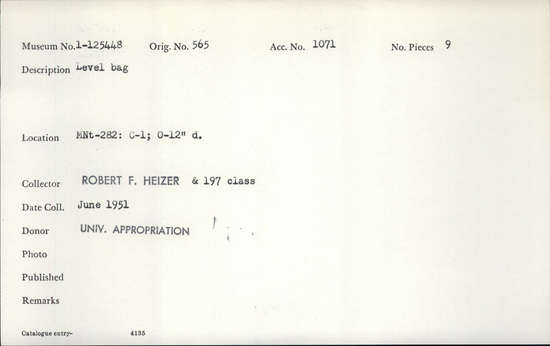 Museum No. 1-125448 Orig. No. 565 Acc. No. 1071 No. Pieces 9
Description Level bag
Location MNt-282: C-1; 0-12" d.
Collector ROBERT F. HEIZER & 197 class
Date Coll. June 1951
Donor UNIV. APPROPRIATION
Photo
Published
Remarks
Catalogue entry- 4135